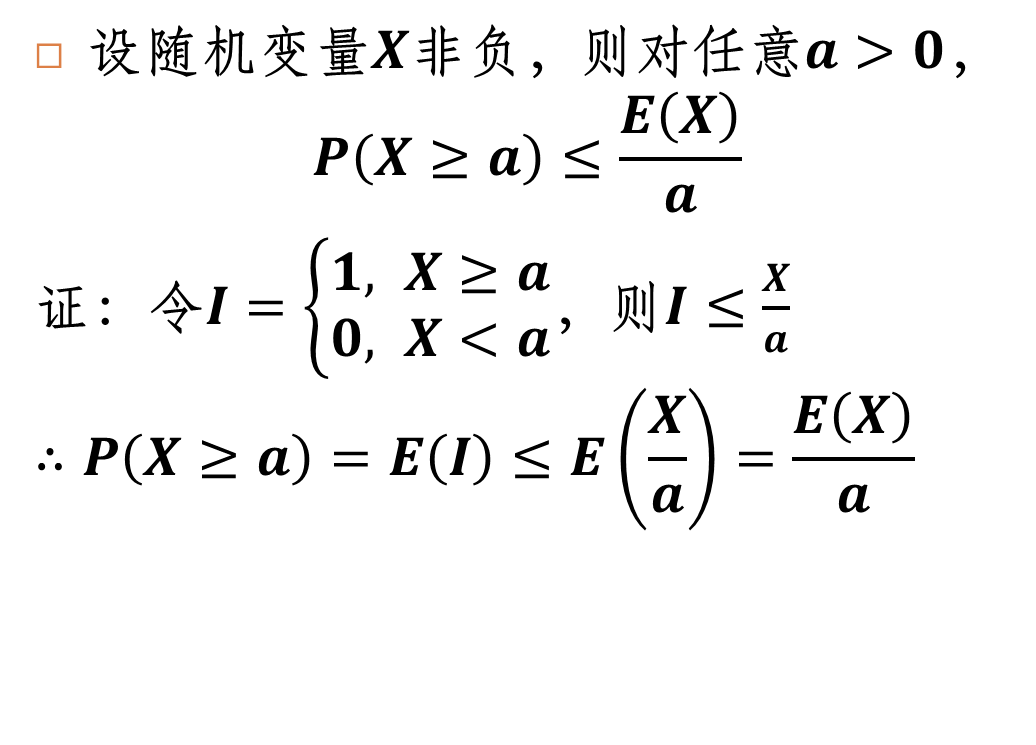 □ 设随机变量X非负，则对任意a > 0，
P(X ≥ a) ≤ E(X)/a
证：令I = {1, X ≥ a; 0, X < a，则I ≤ X/a
∴ P(X ≥ a) = E(I) ≤ E(X/a) = E(X)/a